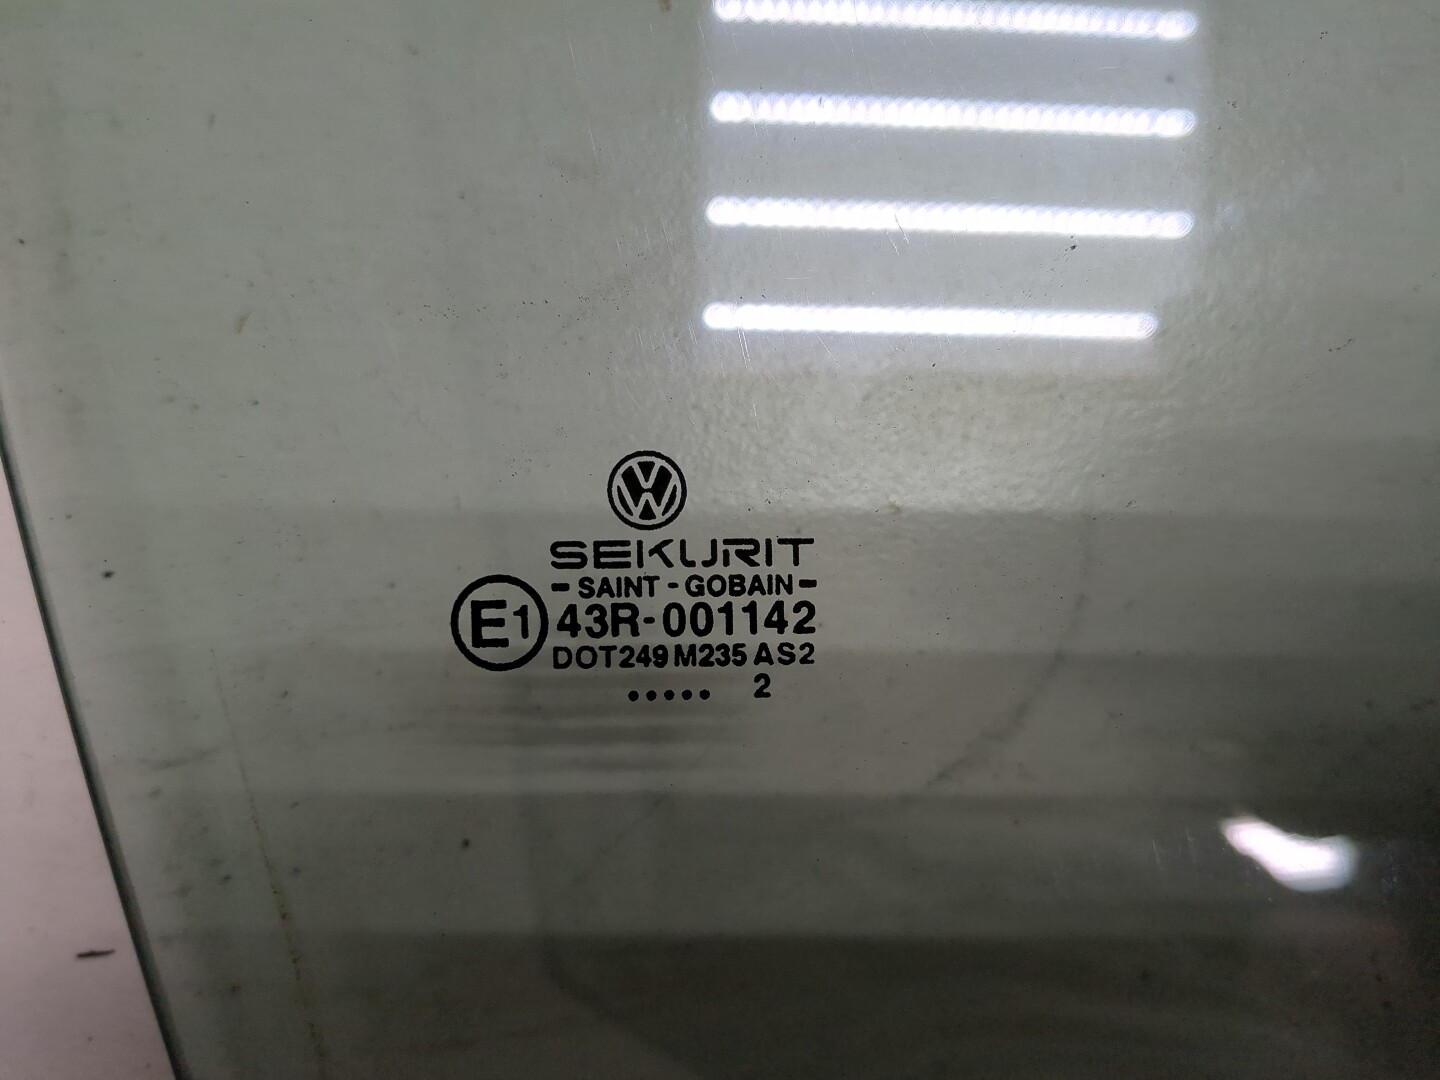 SEKURIT
- SAINT - GOBAIN -
E1 43R-001142
DOT249 M235 AS2
..... 2